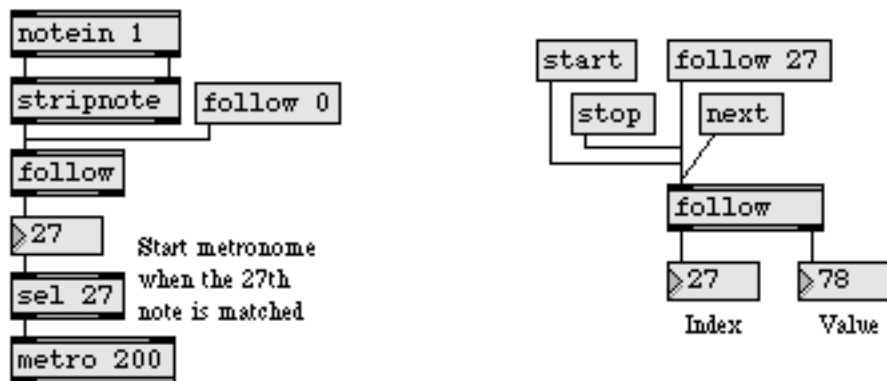 notein 1
stripnote
follow 0
follow
27
Start metronome
when the 27th
note is matched
sel 27
metro 200
start
follow 27
stop
next
follow
27
78
Index
Value